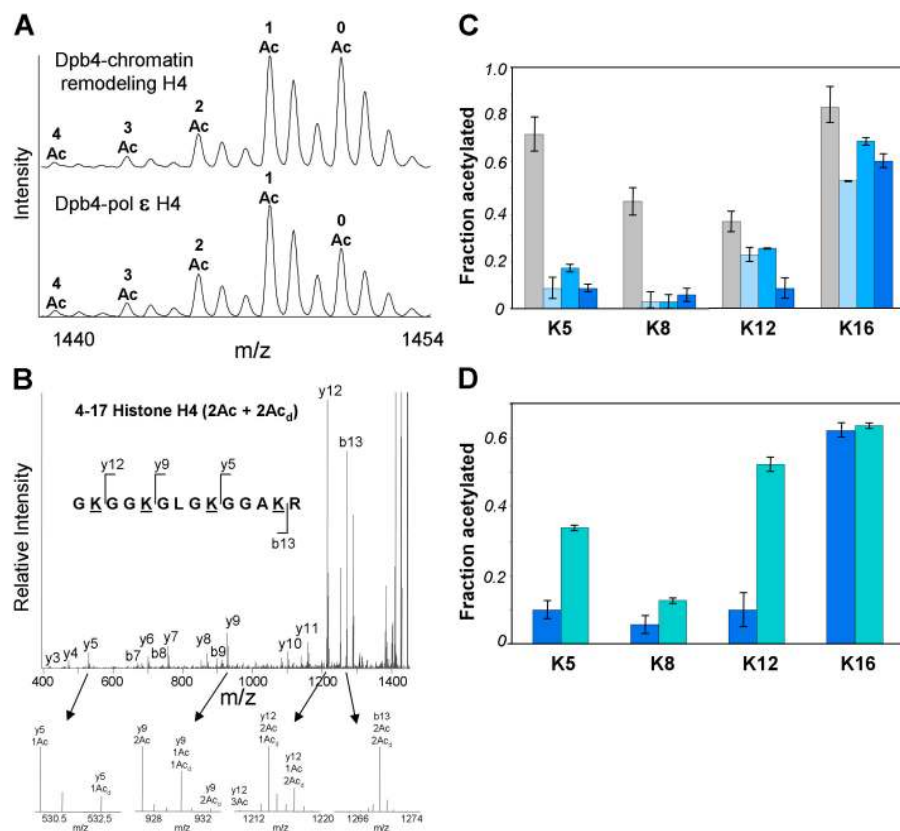 A
Dpb4-chromatin
remodeling H4
4
Ac
3
Ac
2
Ac
1
Ac
0
Ac
Dpb4-pol ε H4
4
Ac
3
Ac
2
Ac
1
Ac
0
Ac
Intensity
1440
1454
m/z
B
4-17 Histone H4 (2Ac + 2Acd)
y12
y9
y5
G K G G K G L G K G G A K R
b13
y12
b13
Relative Intensity
y3
y4
y5
b7
y6
b8
y7
y8
b9
y9
y10
y11
400 600 800 1000 1200 1400
m/z
y5
1Ac
y5
1Acd
530.5 532.5
m/z
y9
2Ac
y9
1Ac
1Acd
y9
2Acd
928 932
m/z
y12
3Ac
y12
2Ac
1Acd
y12
1Ac
2Acd
1212 1220
m/z
b13
2Ac
2Acd
1266 1274
m/z
C
Fraction acetylated
1.0
0.8
0.6
0.4
0.2
0
K5 K8 K12 K16
D
Fraction acetylated
0.6
0.4
0.2
0
K5 K8 K12 K16